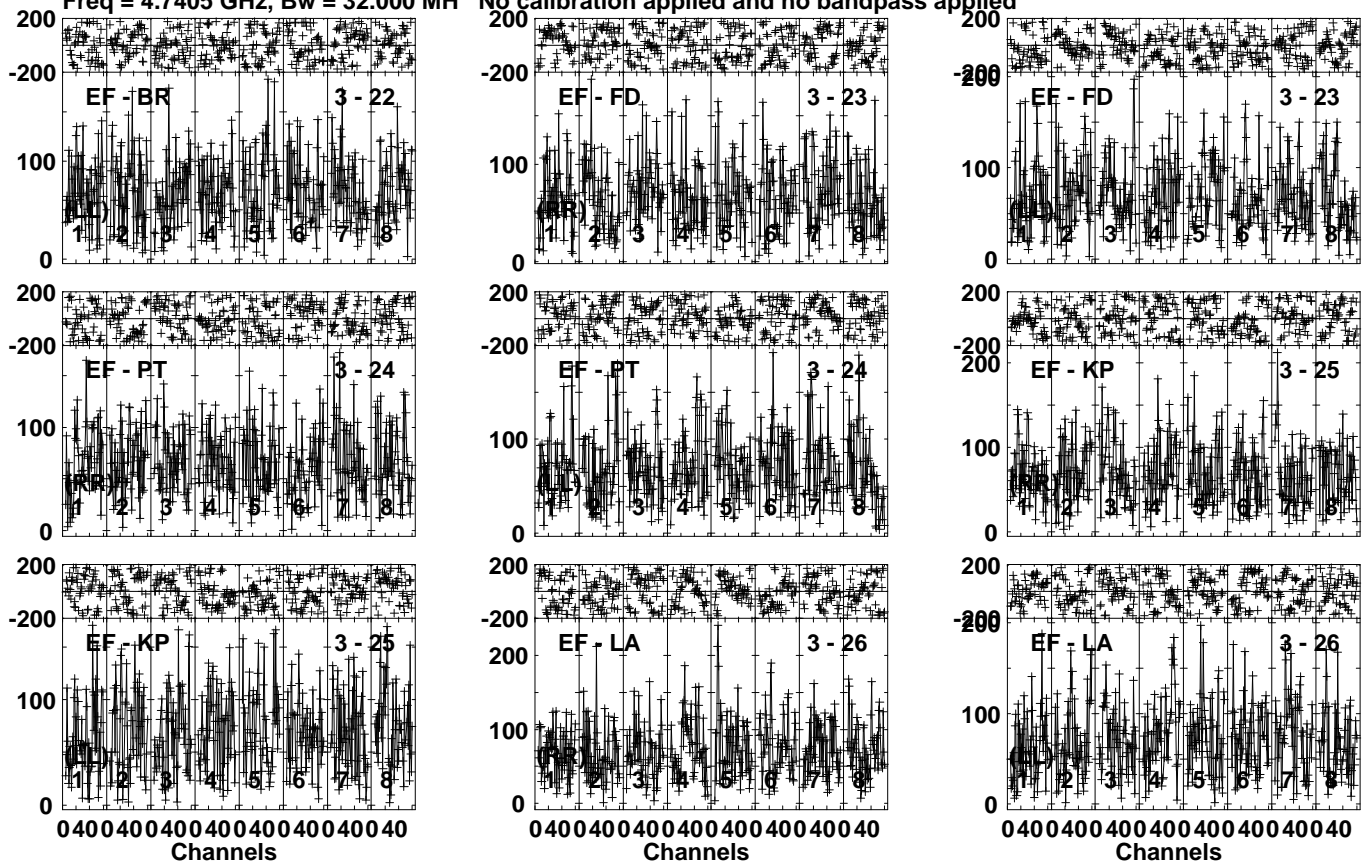 Freq = 4.7405 GHz, Bw = 32.000 MH No calibration applied and no bandpass applied
200 200 200
-200 -200
200
EF - BR 3 - 22 EF - FD 3 - 23 EF - FD 3 - 23
100 100 100
(LL) (RR) (LL)
1 2 3 4 5 6 7 8 1 2 3 4 5 6 7 8 1 2 3 4 5 6 7 8
0 0 0
200 200 200
-200 -200 -200
200
EF - PT 3 - 24 EF - PT 3 - 24 EF - KP 3 - 25
100 100 100
(RR) (LL) (RR)
1 2 3 4 5 6 7 8 1 2 3 4 5 6 7 8 1 2 3 4 5 6 7 8
0 0 0
200 200 200
-200 -200 -200
200
EF - KP 3 - 25 EF - LA 3 - 26 EF - LA 3 - 26
200
100 100 100
(LL) (RR) (LL)
1 2 3 4 5 6 7 8 1 2 3 4 5 6 7 8 1 2 3 4 5 6 7 8
0 0 0
0 40 0 40 0 40 0 40 0 40 0 40 0 40 0 40 0 40 0 40 0 40 0 40 0 40 0 40 0 40 0 40 0 40 0 40 0 40 0 40 0 40 0 40 0 40 0 40
Channels Channels Channels